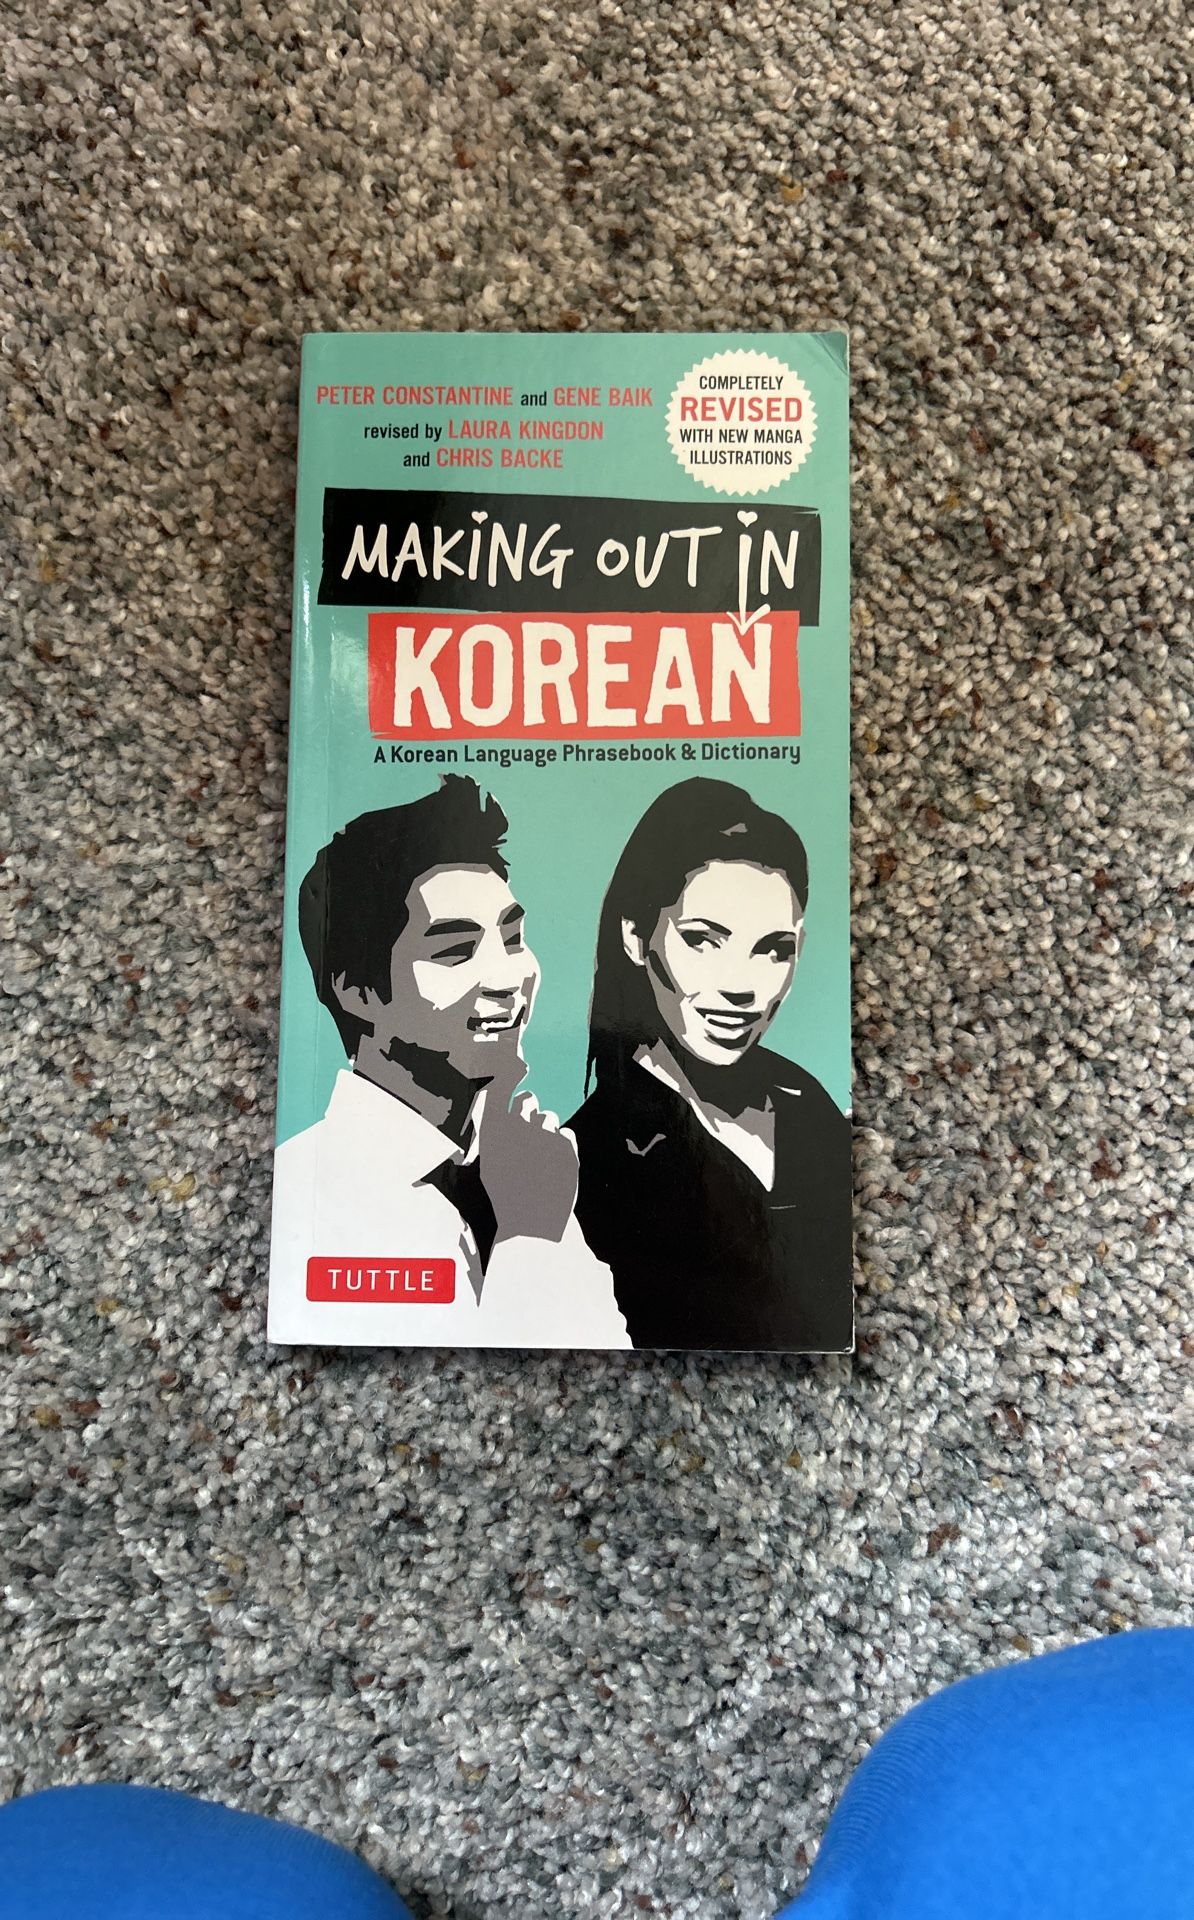 PETER CONSTANTINE and GENE BAIK
revised by LAURA KINGDON
and CHRIS BACKE
COMPLETELY
REVISED
WITH NEW MANGA
ILLUSTRATIONS
MAKING OUT IN
KOREAN
A Korean Language Phrasebook & Dictionary
TUTTLE